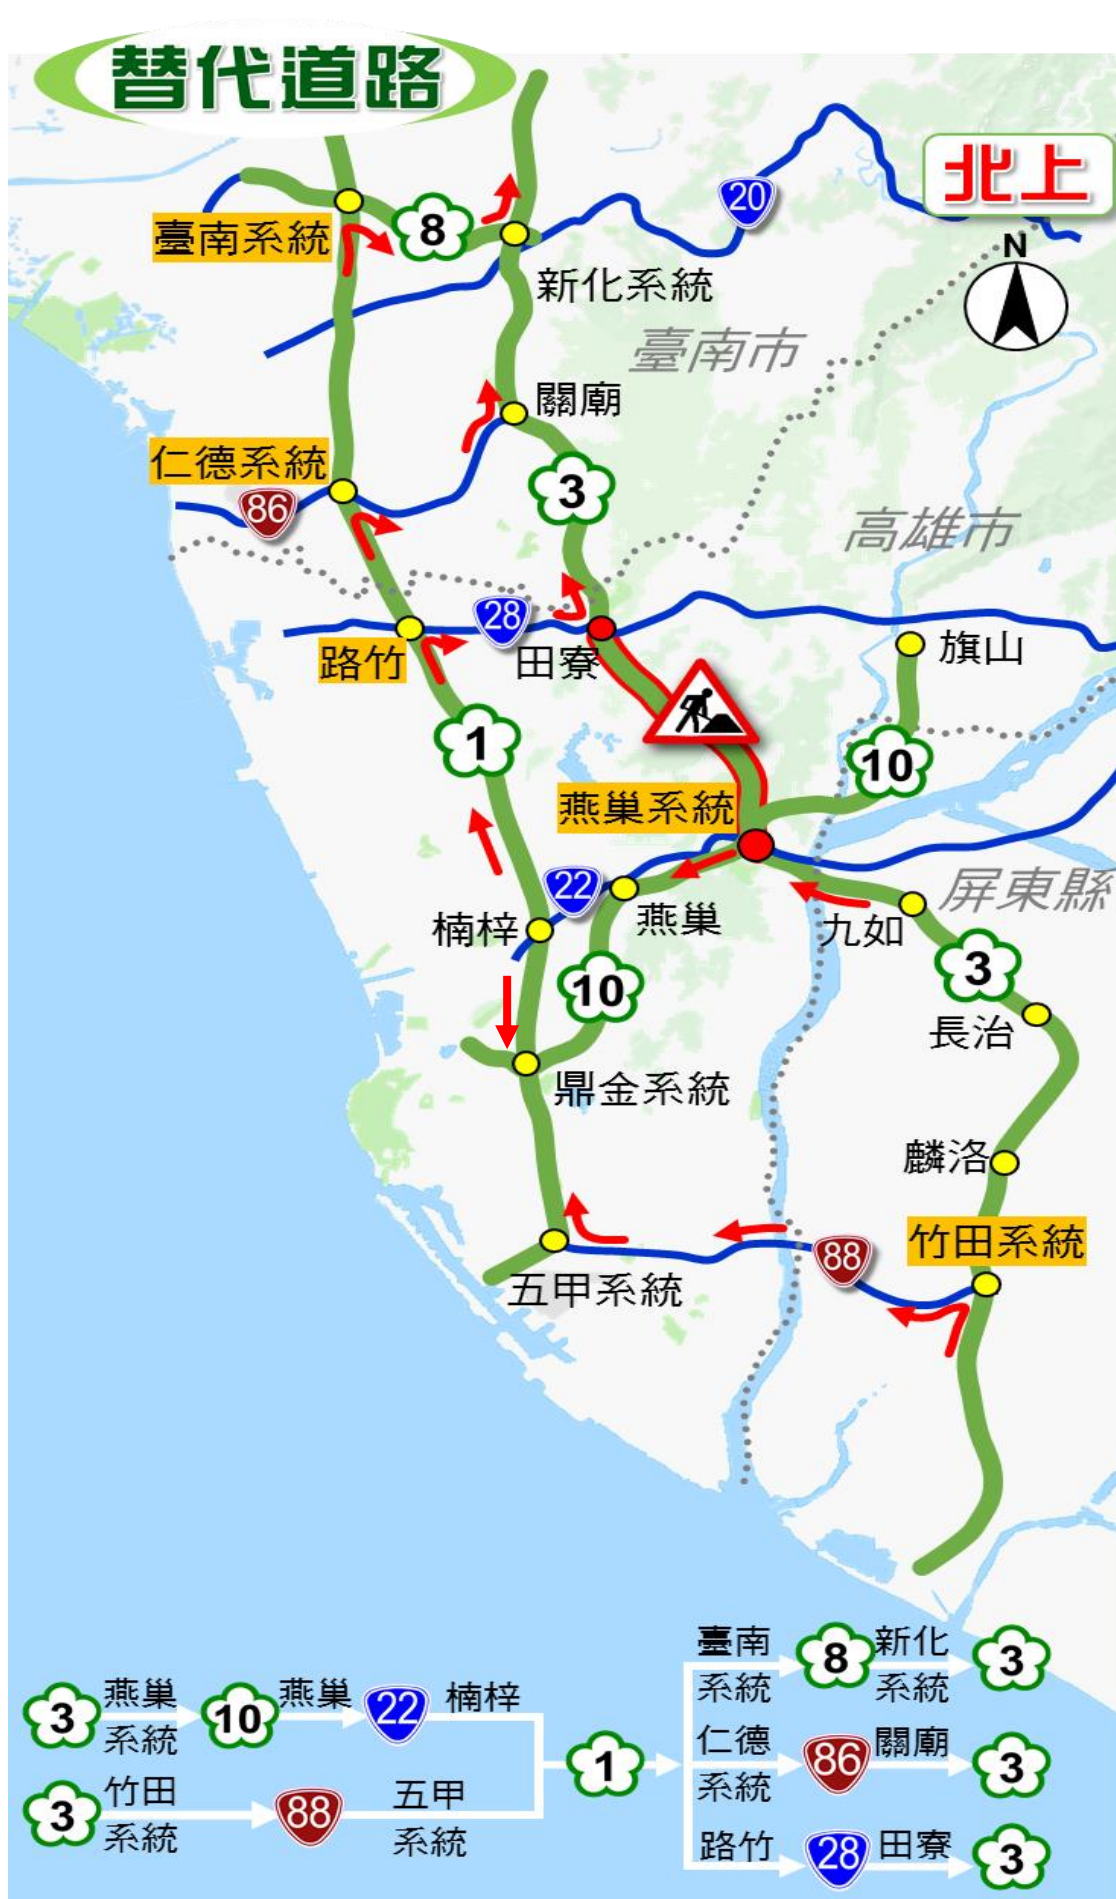 替代道路
北上
N
20
臺南系統
8
新化系統
臺南市
關廟
仁德系統
3
86
高雄市
28
路竹
田寮
旗山
1
10
燕巢系統
22
屏東縣
燕巢
九如
楠梓
3
10
長治
鼎金系統
麟洛
竹田系統
88
五甲系統
3
燕巢
系統
10
燕巢
22
楠梓
3
竹田
系統
88
五甲
系統
1
臺南
系統
8
新化
系統
3
仁德
系統
86
關廟
3
路竹
28
田寮
3